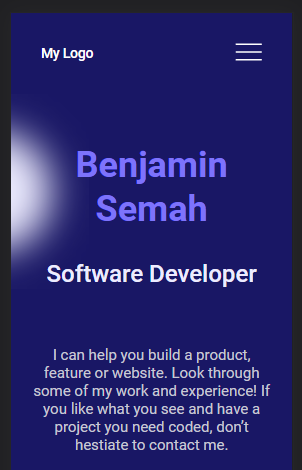 My Logo
Benjamin
Semah
Software Developer
I can help you build a product,
feature or website. Look through
some of my work and experience! If
you like what you see and have a
project you need coded, don't
hestiate to contact me.